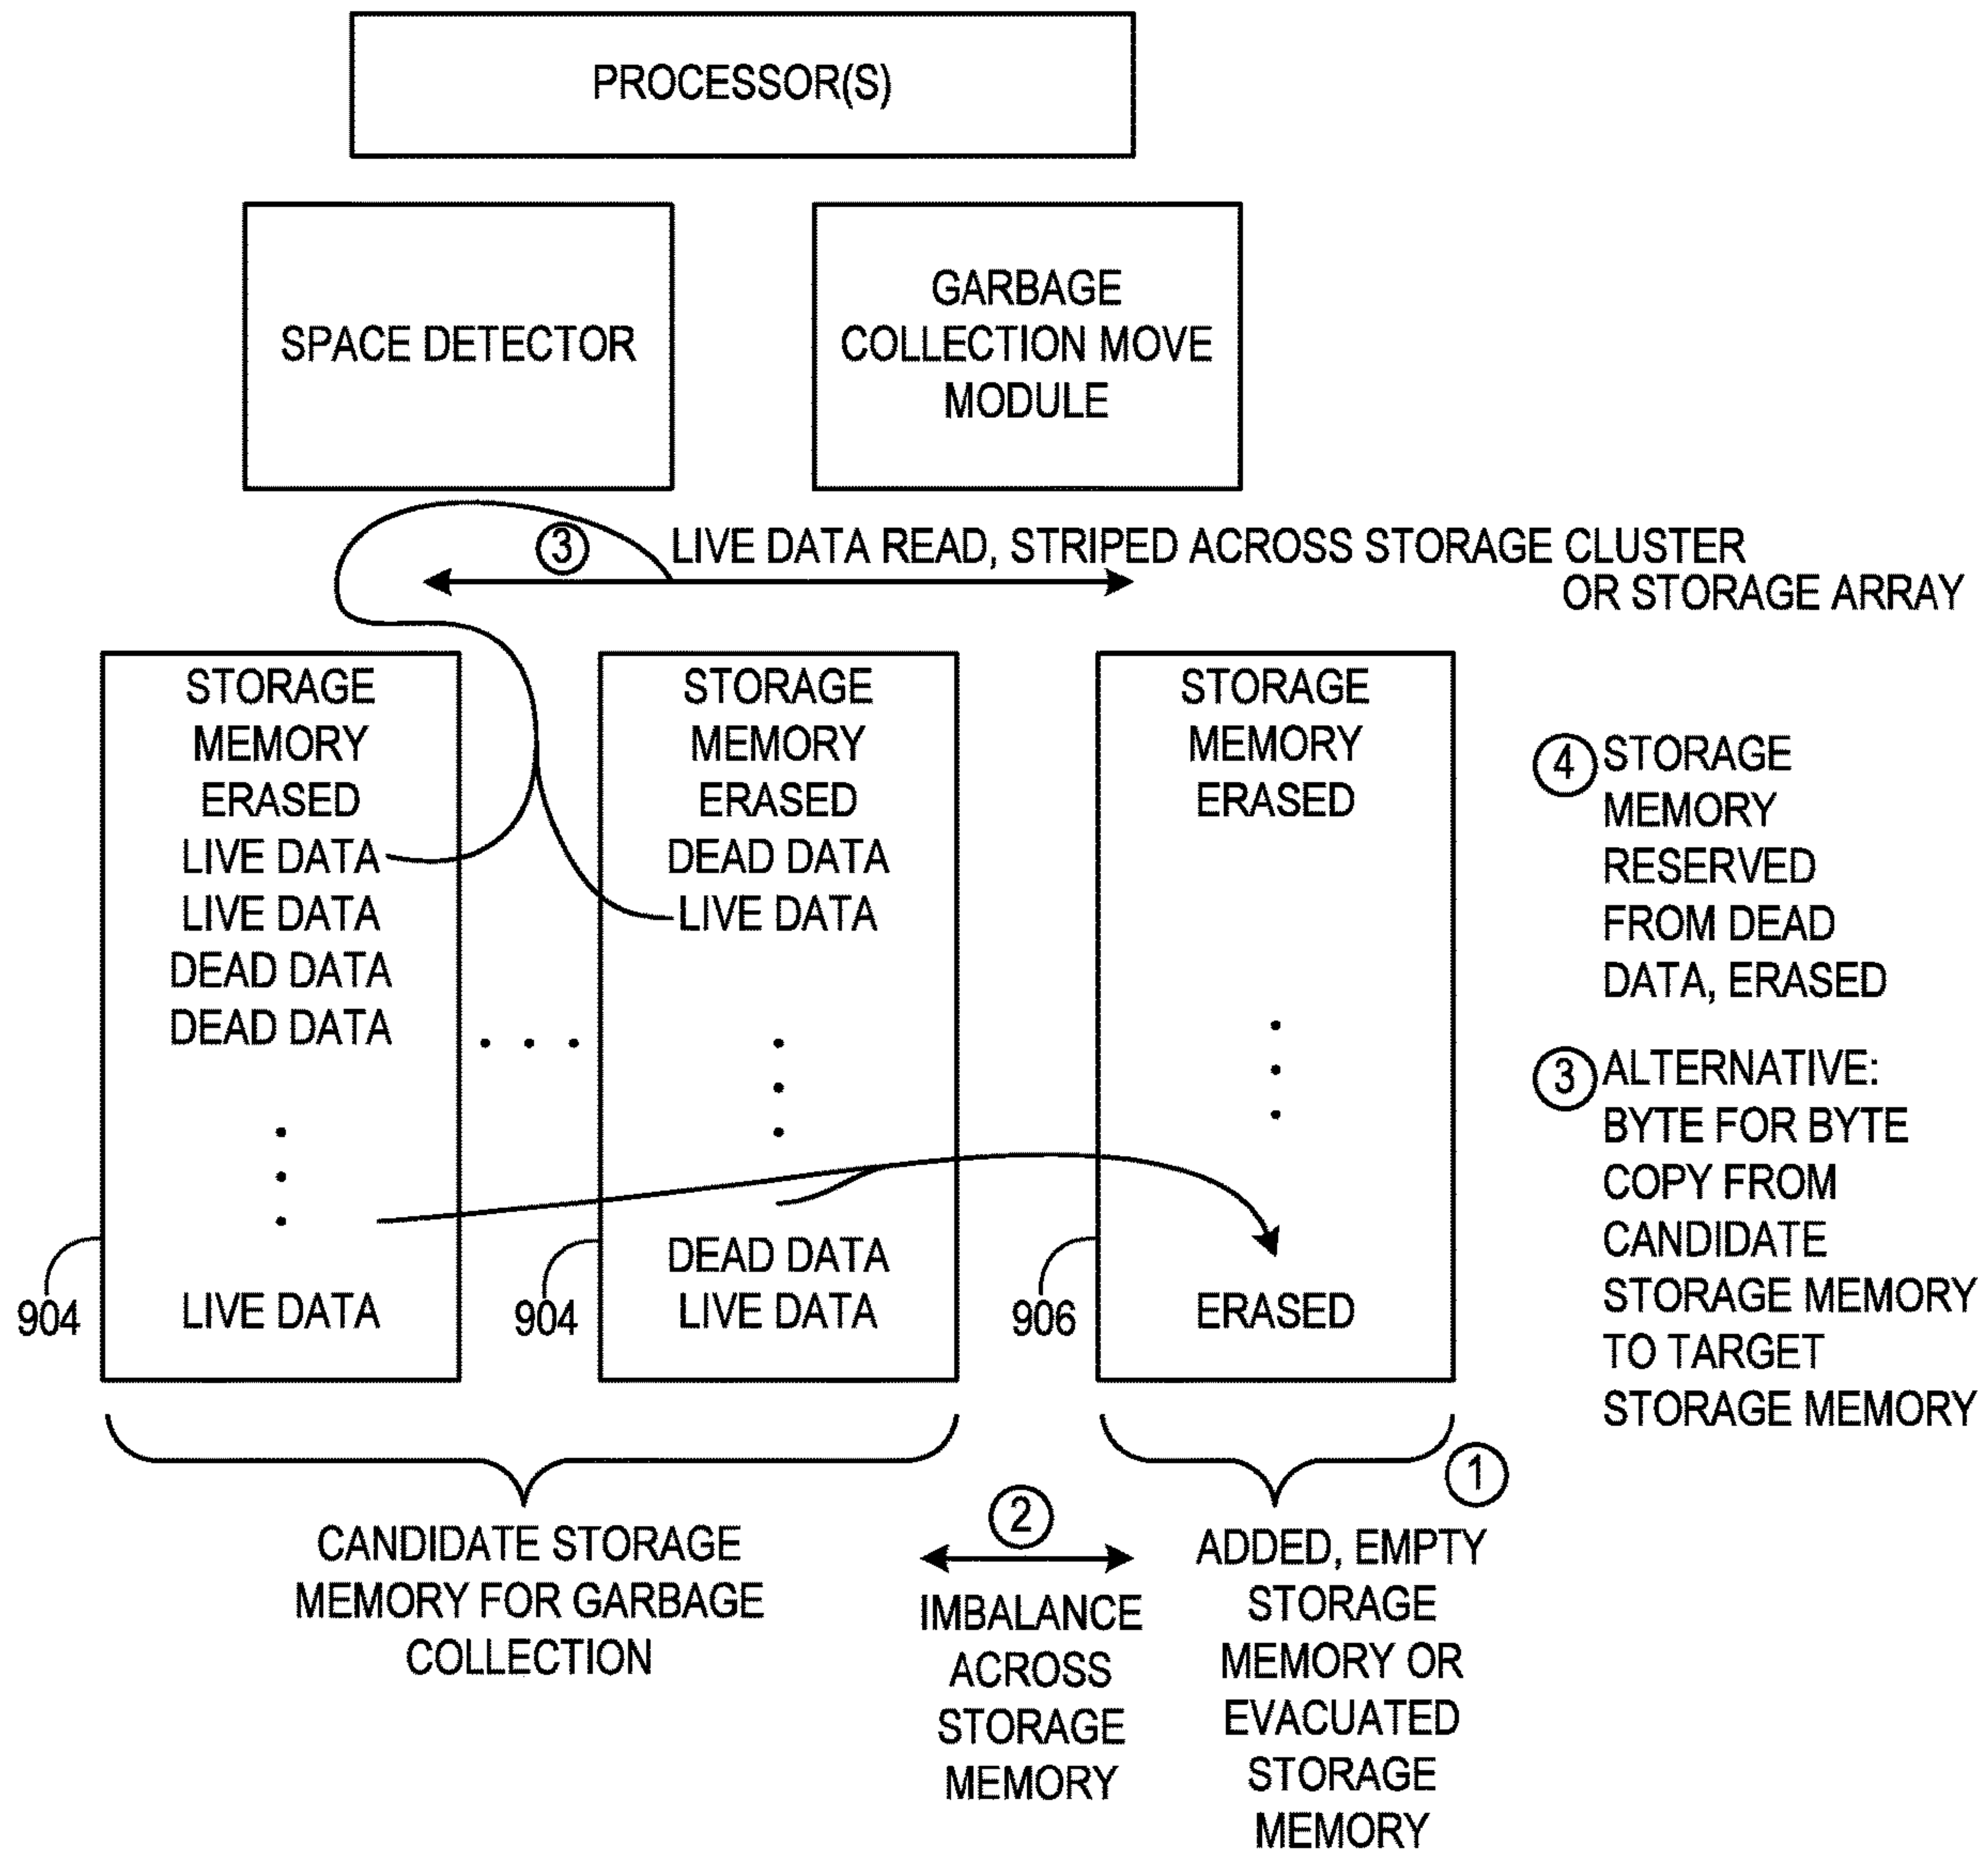 PROCESSOR(S)
SPACE DETECTOR
GARBAGE
COLLECTION MOVE
MODULE
3
LIVE DATA READ, STRIPED ACROSS STORAGE CLUSTER
OR STORAGE ARRAY
STORAGE
MEMORY
ERASED
LIVE DATA
LIVE DATA
DEAD DATA
DEAD DATA
LIVE DATA
904
STORAGE
MEMORY
ERASED
DEAD DATA
LIVE DATA
DEAD DATA
LIVE DATA
904
STORAGE
MEMORY
ERASED
ERASED
906
4
STORAGE
MEMORY
RESERVED
FROM DEAD
DATA, ERASED
3
ALTERNATIVE:
BYTE FOR BYTE
COPY FROM
CANDIDATE
STORAGE MEMORY
TO TARGET
STORAGE MEMORY
CANDIDATE STORAGE
MEMORY FOR GARBAGE
COLLECTION
2
IMBALANCE
ACROSS
STORAGE
MEMORY
1
ADDED, EMPTY
STORAGE
MEMORY OR
EVACUATED
STORAGE
MEMORY